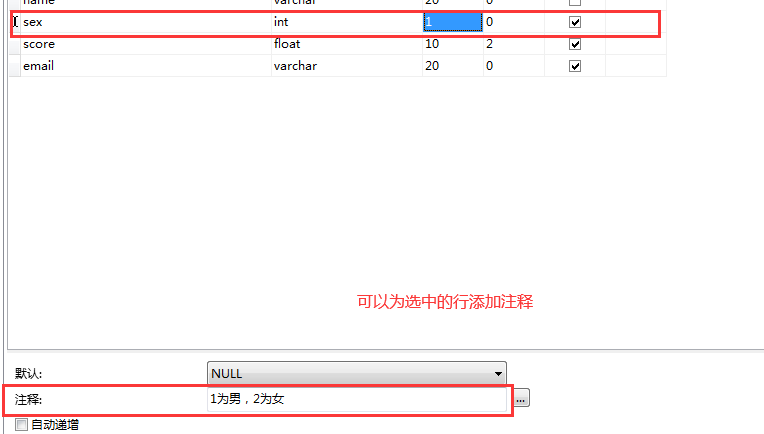 name varchar 20 0
sex int 1 0
score float 10 2
email varchar 20 0
可以为选中的行添加注释
默认: NULL
注释: 1为男，2为女 ...
自动递增